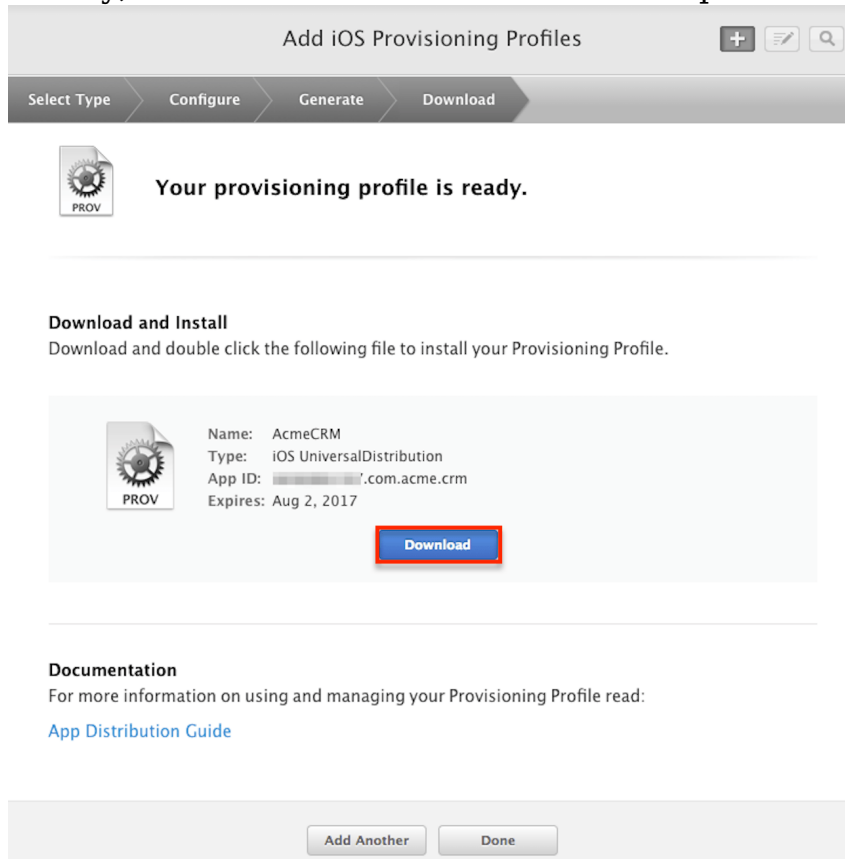 Add iOS Provisioning Profiles
Select Type Configure Generate Download
PROV
Your provisioning profile is ready.
Download and Install
Download and double click the following file to install your Provisioning Profile.
Name: AcmeCRM
Type: iOS UniversalDistribution
App ID: .com.acme.crm
PROV
Expires: Aug 2, 2017
Download
Documentation
For more information on using and managing your Provisioning Profile read:
App Distribution Guide
Add Another Done